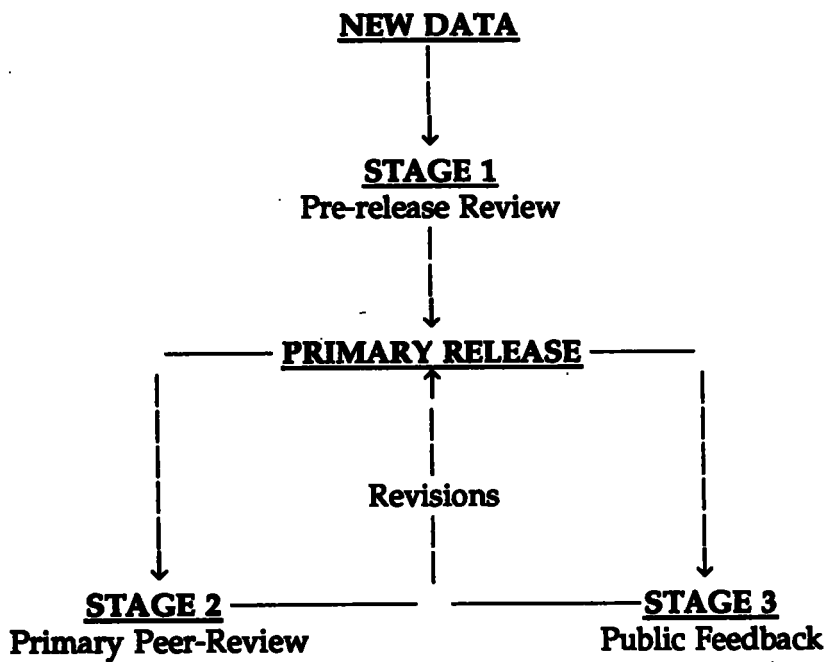 NEW DATA
STAGE 1
Pre-release Review
PRIMARY RELEASE
Revisions
STAGE 2
Primary Peer-Review
STAGE 3
Public Feedback